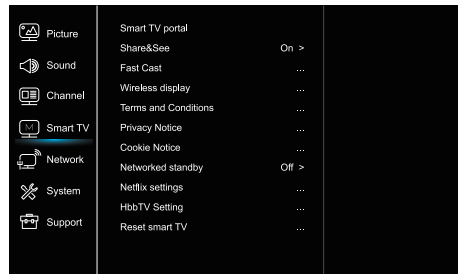 Picture
Sound
Channel
Smart TV
Network
System
Support
Smart TV portal
Share&See On >
Fast Cast ...
Wireless display ...
Terms and Conditions ...
Privacy Notice ...
Cookie Notice ...
Networked standby Off >
Netflix settings ...
HbbTV Setting ...
Reset smart TV ...